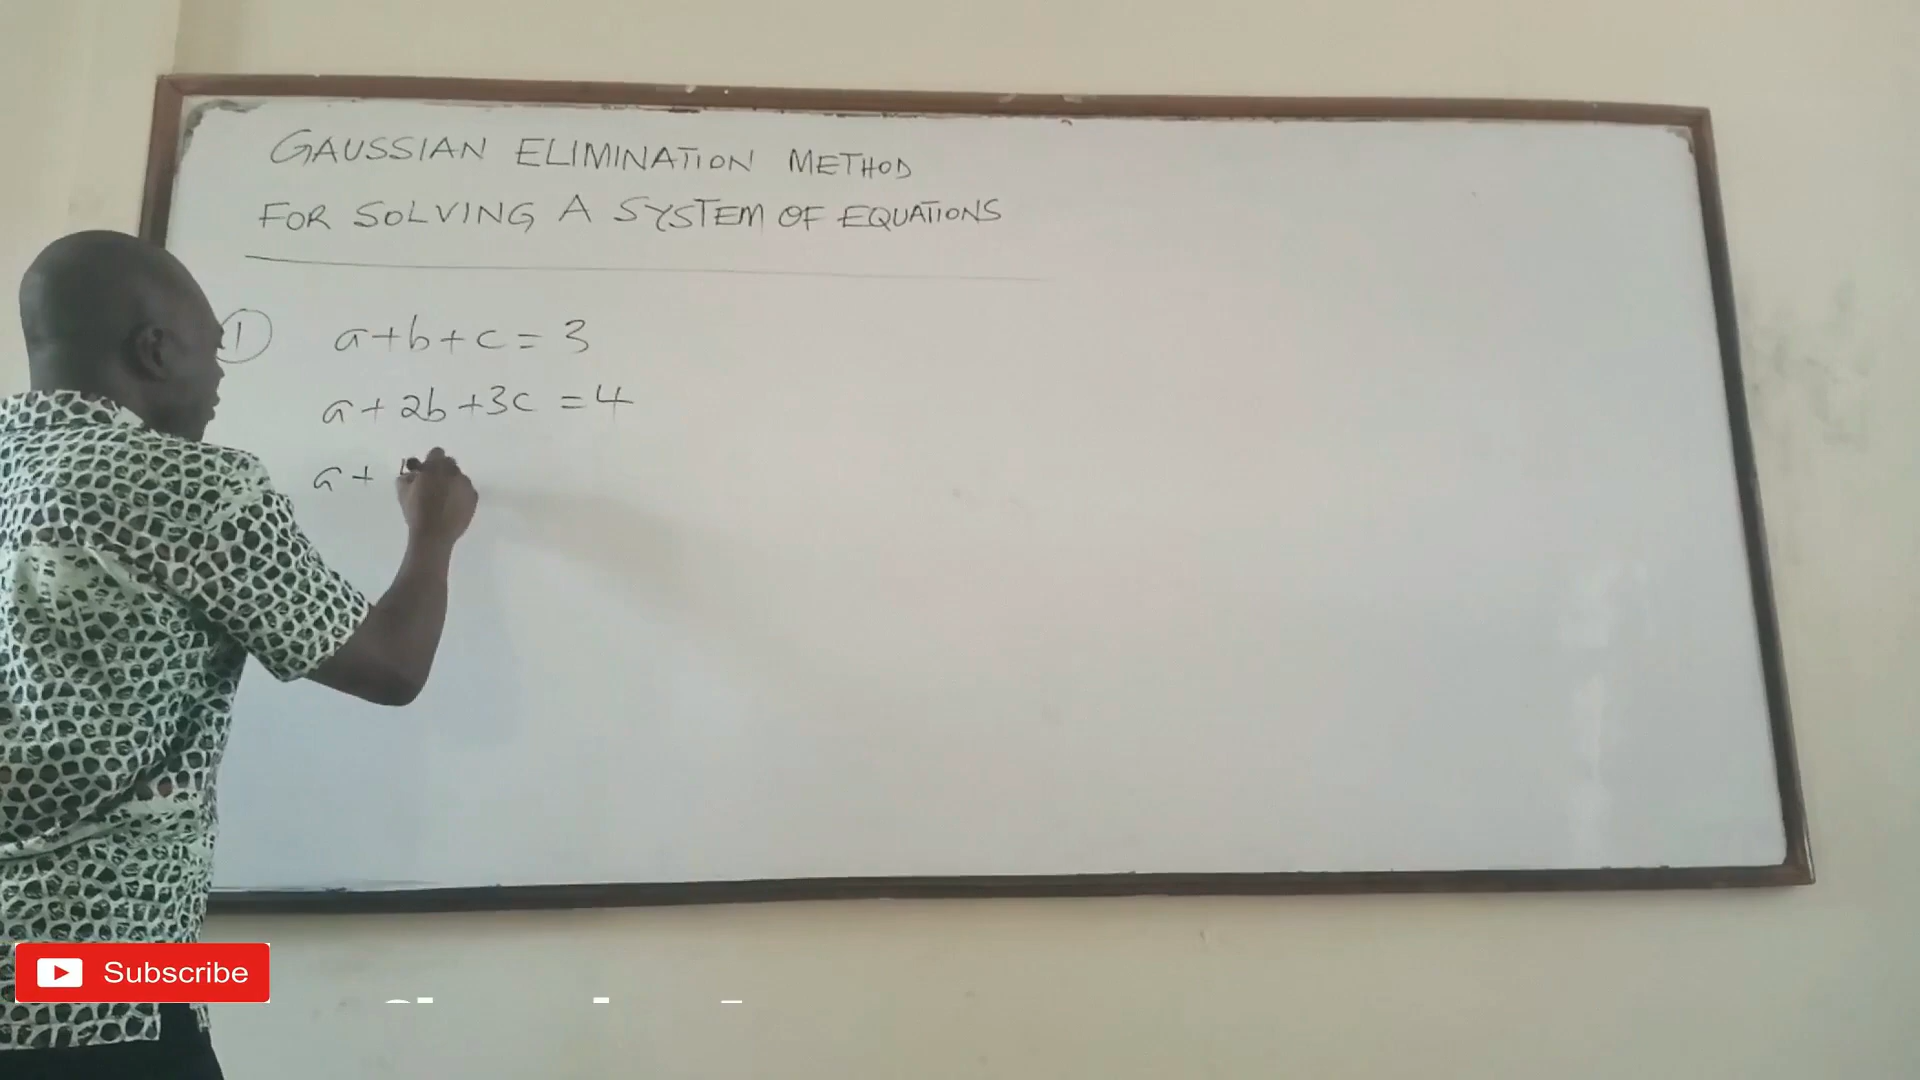 GAUSSIAN ELIMINATION METHOD
FOR SOLVING A SYSTEM OF EQUATIONS
1 a+b+c = 3
a + 2b +3c = 4
a +
Subscribe